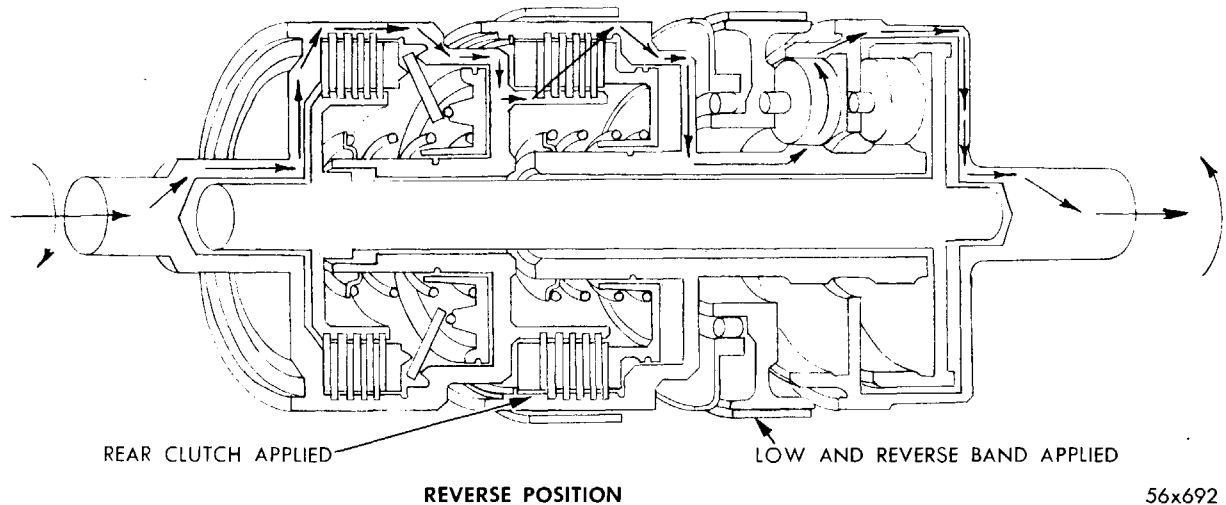 REAR CLUTCH APPLIED
LOW AND REVERSE BAND APPLIED
REVERSE POSITION
56x692